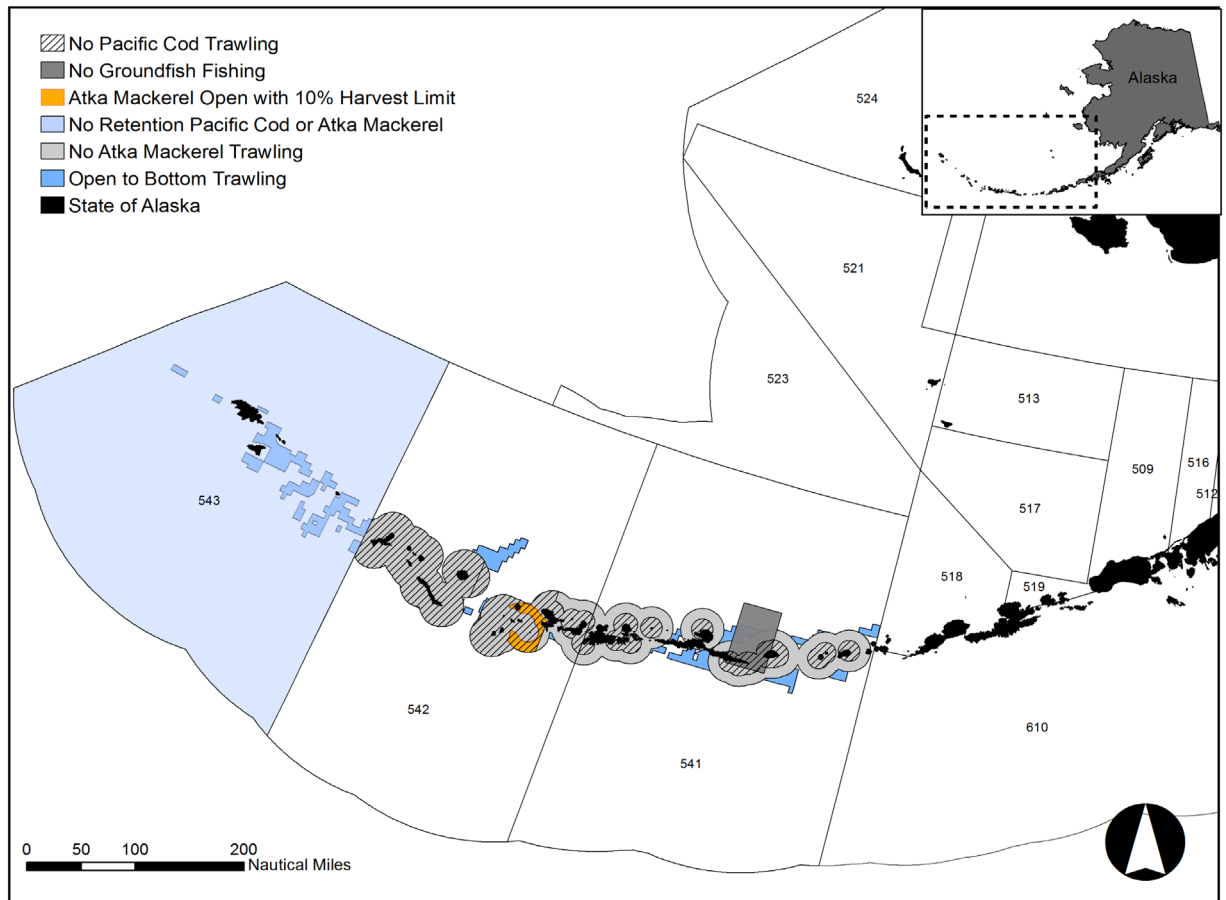 No Pacific Cod Trawling
No Groundfish Fishing
Atka Mackerel Open with 10% Harvest Limit
No Retention Pacific Cod or Atka Mackerel
No Atka Mackerel Trawling
Open to Bottom Trawling
State of Alaska
Alaska
524
521
523
513
509
516
512
517
543
518
519
542
541
610
0 50 100 200
Nautical Miles